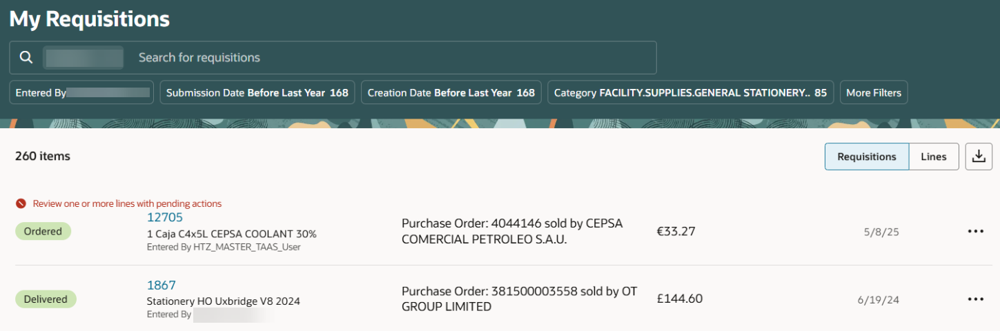 My Requisitions
Search for requisitions
Entered By
Submission Date Before Last Year 168
Creation Date Before Last Year 168
Category FACILITY.SUPPLIES.GENERAL STATIONERY.. 85
More Filters
260 items
Requisitions
Lines
Review one or more lines with pending actions
Ordered
12705
1 Caja C4x5L CEPSA COOLANT 30%
Entered By HTZ_MASTER_TAAS_User
Purchase Order: 4044146 sold by CEPSA
COMERCIAL PETROLEO S.A.U.
€33.27
5/8/25
Delivered
1867
Stationery HO Uxbridge V8 2024
Entered By
Purchase Order: 381500003558 sold by OT
GROUP LIMITED
£144.60
6/19/24